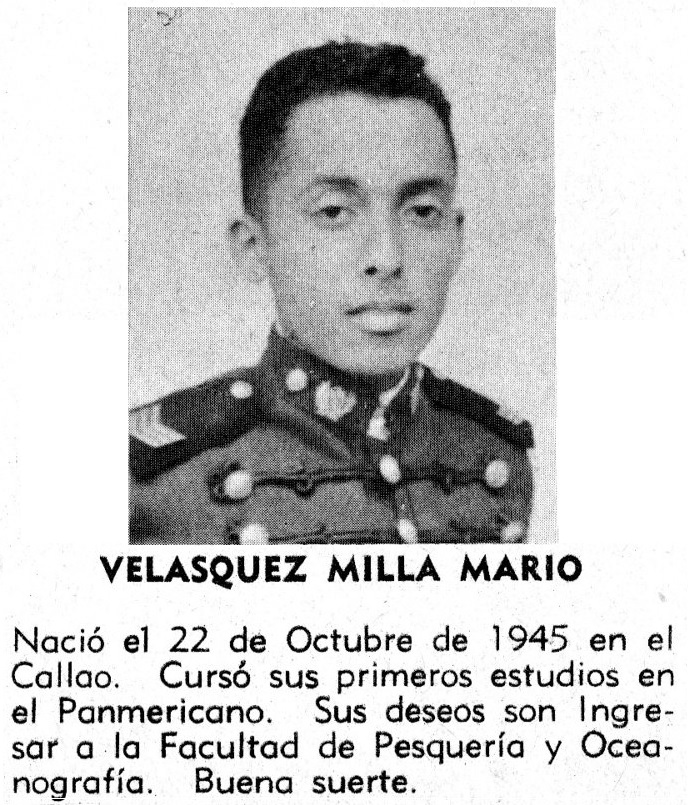 VELASQUEZ MILLA MARIO
Nació el 22 de Octubre de 1945 en el
Callao. Cursó sus primeros estudios en
el Panmericano. Sus deseos son Ingre-
sar a la Facultad de Pesquería y Ocea-
nografía. Buena suerte.